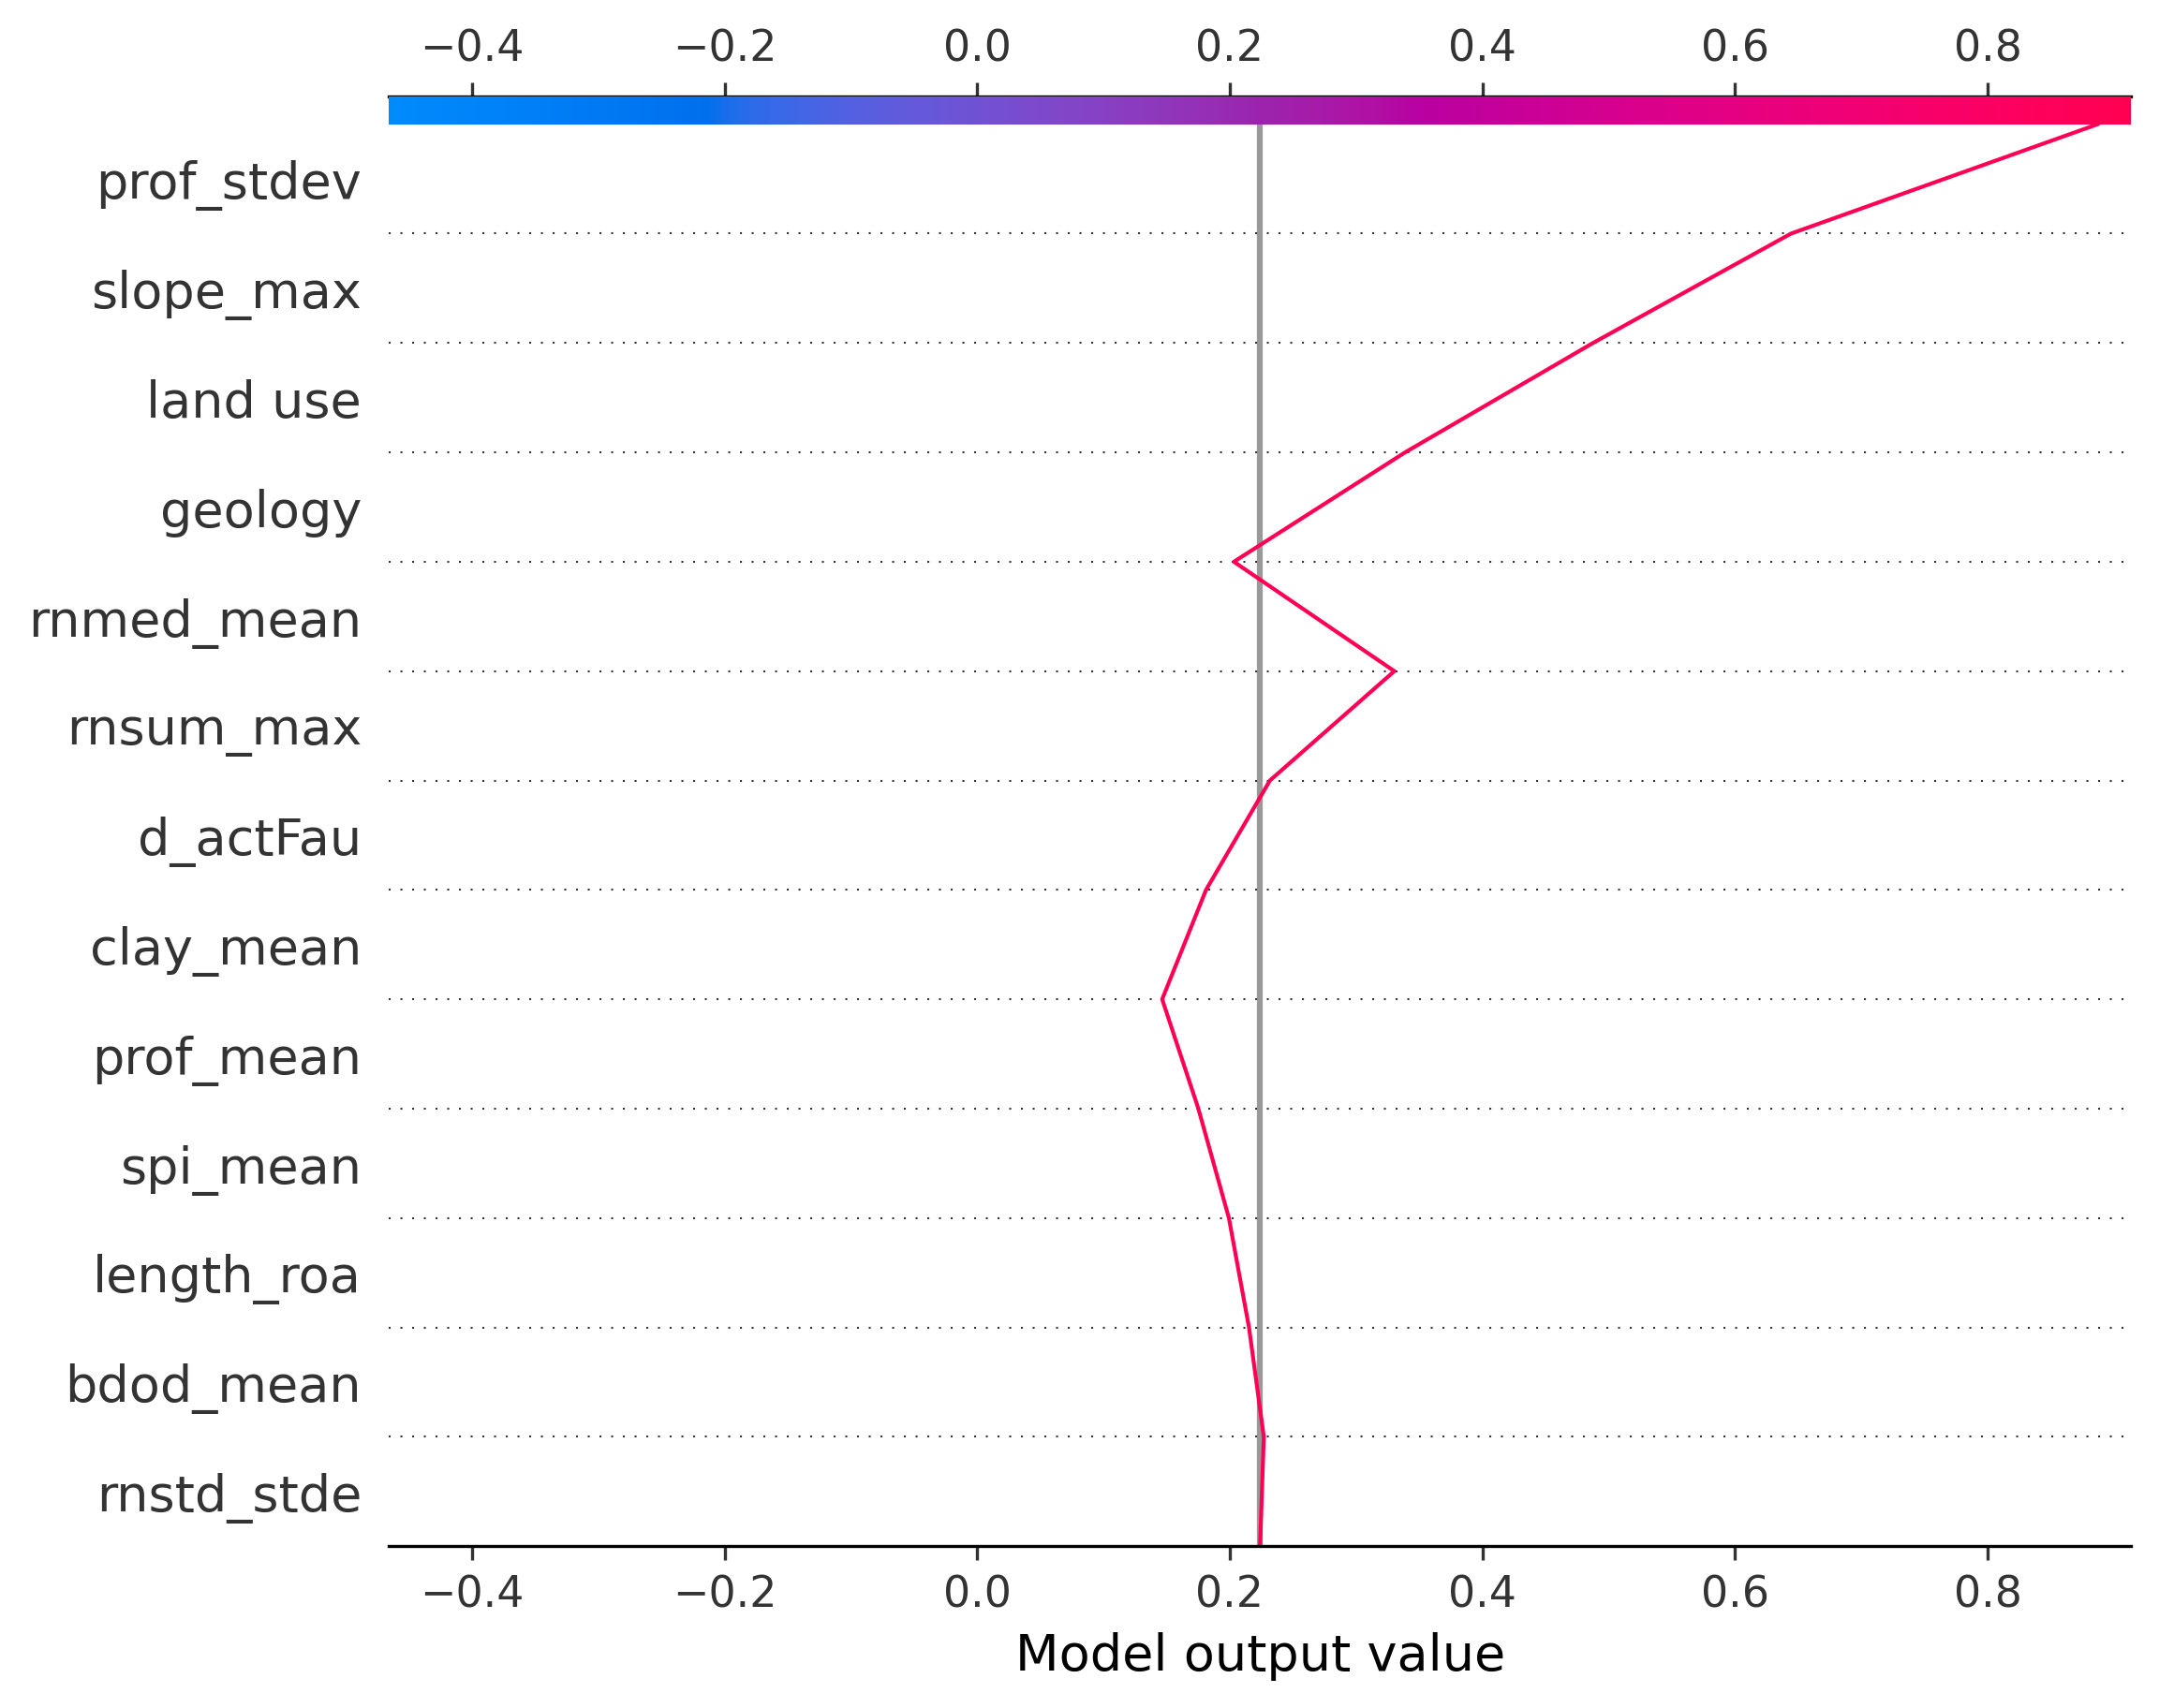 −0.4 −0.2 0.0 0.2 0.4 0.6 0.8
prof_stdev
slope_max
land use
geology
rnmed_mean
rnsum_max
d_actFau
clay_mean
prof_mean
spi_mean
length_roa
bdod_mean
rnstd_stde
−0.4 −0.2 0.0 0.2 0.4 0.6 0.8
Model output value